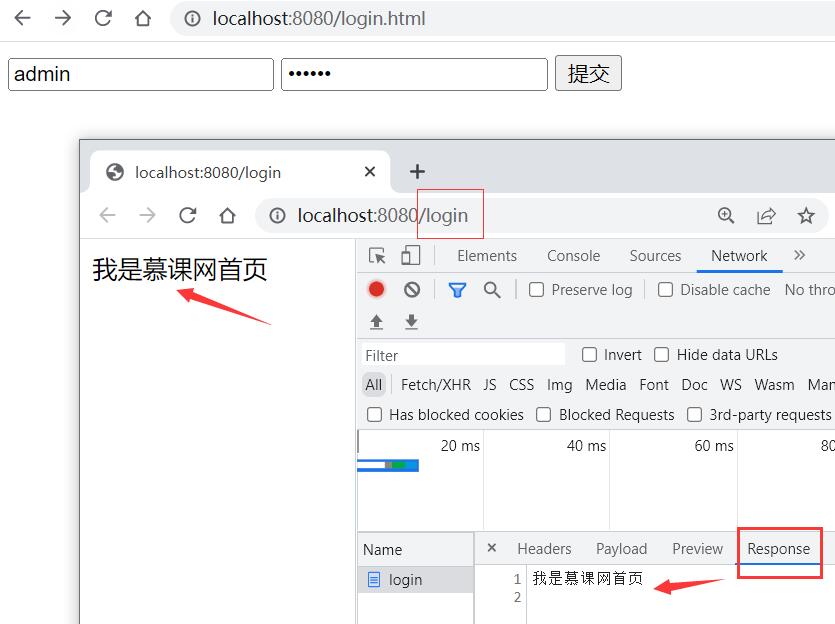 localhost:8080/login.html
admin •••••• 提交
localhost:8080/login
localhost:8080/login
我是慕课网首页
Elements Console Sources Network
Preserve log Disable cache No thro
Filter Invert Hide data URLs
All Fetch/XHR JS CSS Img Media Font Doc WS Wasm Man
Has blocked cookies Blocked Requests 3rd-party requests
20 ms 40 ms 60 ms 80
Name Headers Payload Preview Response
login 1 我是慕课网首页
2